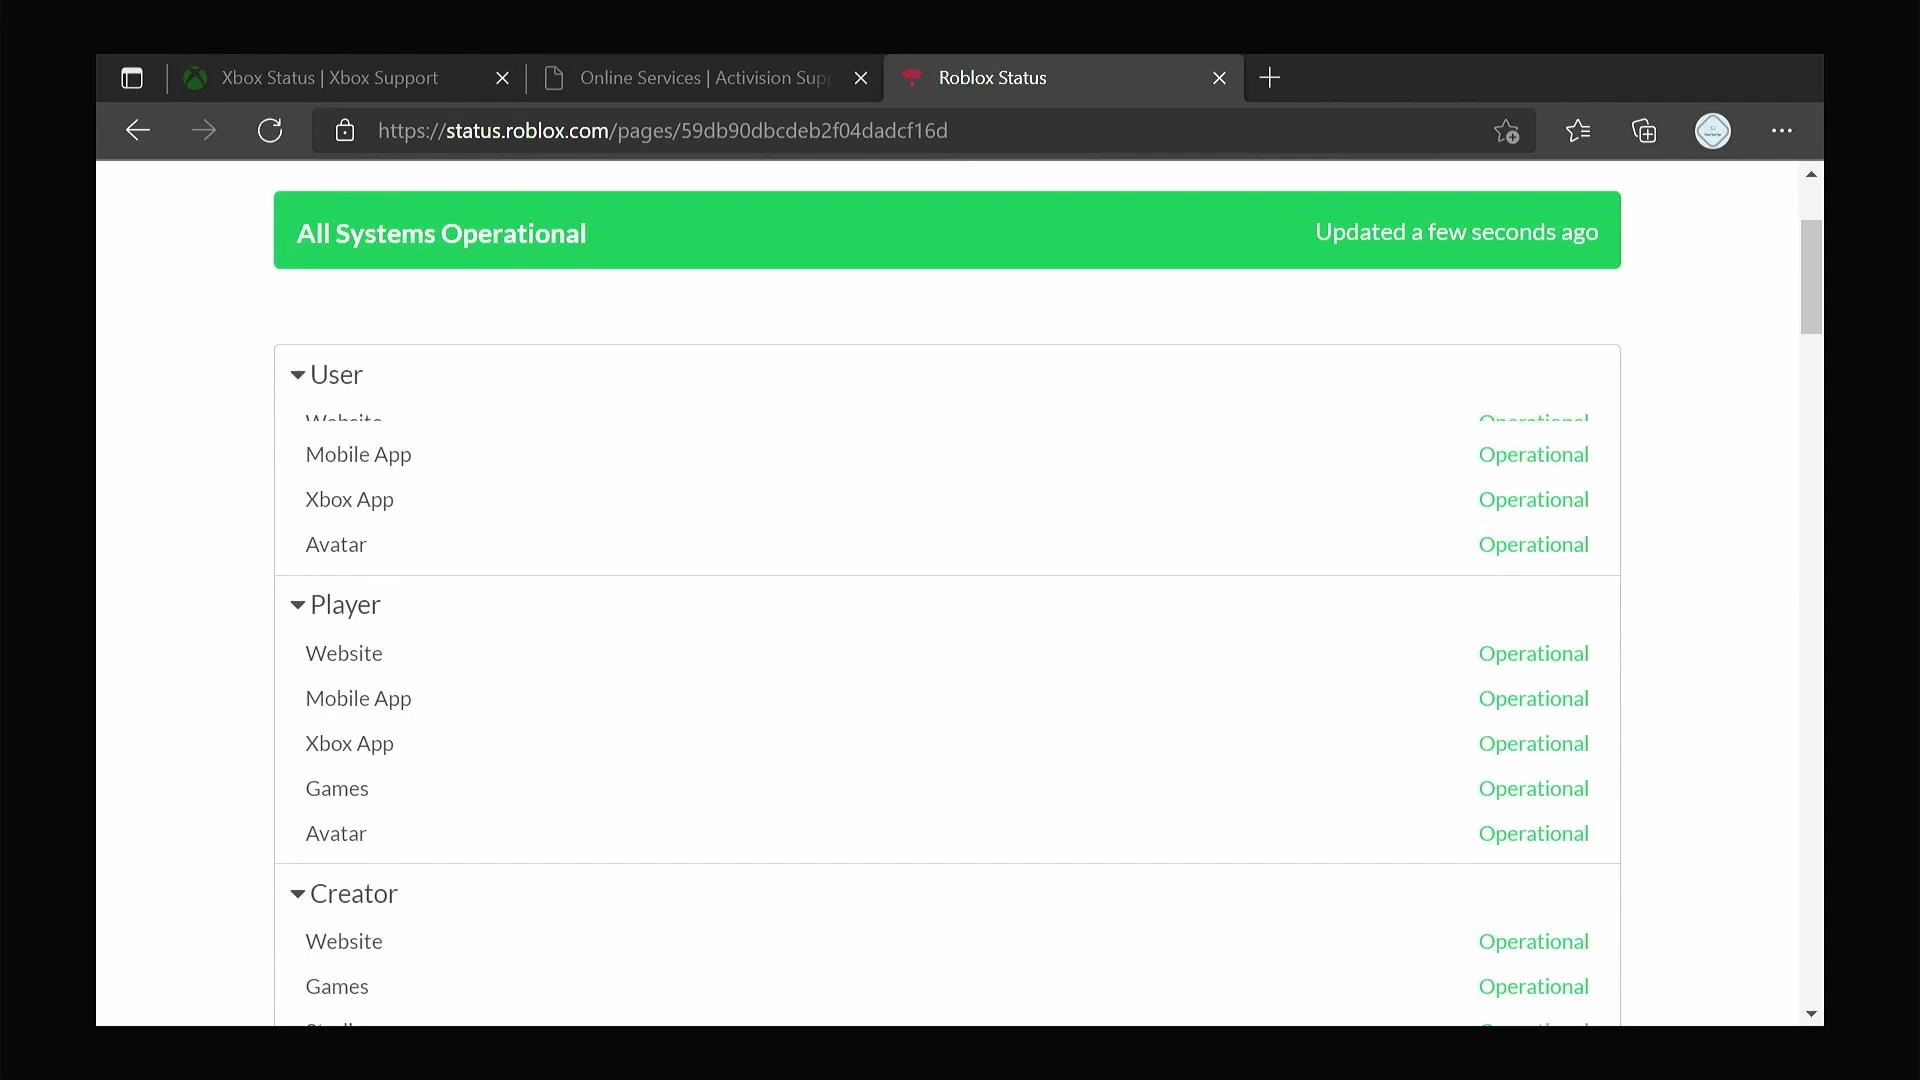 Xbox Status | Xbox Support
Online Services | Activision Sup
Roblox Status
https://status.roblox.com/pages/59db90dbcdeb2f04dadcf16d
All Systems Operational
Updated a few seconds ago
User
Website Operational
Mobile App Operational
Xbox App Operational
Avatar Operational
Player
Website Operational
Mobile App Operational
Xbox App Operational
Games Operational
Avatar Operational
Creator
Website Operational
Games Operational